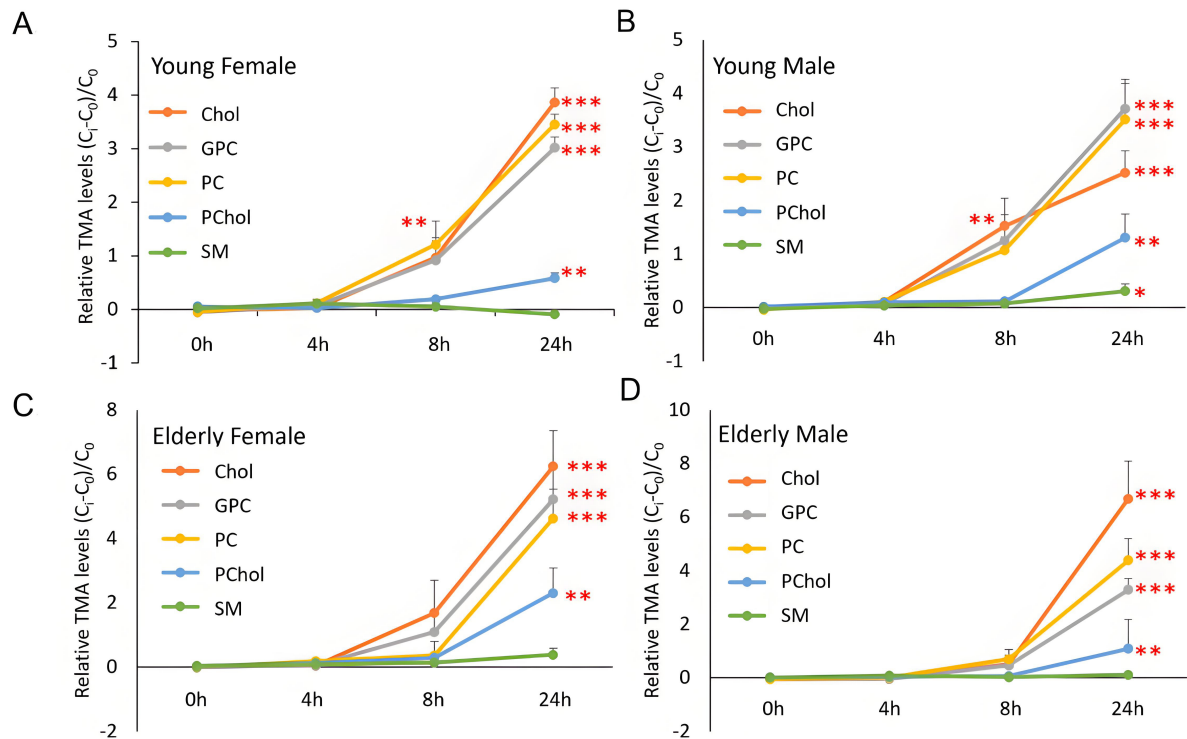 A
Relative TMA levels (Ci-C0)/C0
5
4
3
2
1
0
-1
Young Female
Chol
GPC
PC
PChol
SM
**
***
***
***
**
0h 4h 8h 24h
B
Relative TMA levels (Ci-C0)/C0
5
4
3
2
1
0
-1
Young Male
Chol
GPC
PC
PChol
SM
**
***
***
***
**
*
0h 4h 8h 24h
C
Relative TMA levels (Ci-C0)/C0
8
6
4
2
0
-2
Elderly Female
Chol
GPC
PC
PChol
SM
***
***
***
**
0h 4h 8h 24h
D
Relative TMA levels (Ci-C0)/C0
10
8
6
4
2
0
-2
Elderly Male
Chol
GPC
PC
PChol
SM
***
***
***
**
0h 4h 8h 24h